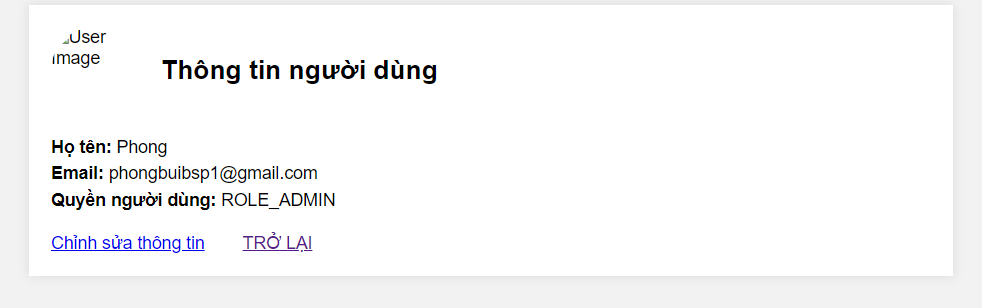 User
Image
Thông tin người dùng
Họ tên: Phong
Email: phongbuibsp1@gmail.com
Quyền người dùng: ROLE_ADMIN
Chỉnh sửa thông tin TRỞ LẠI